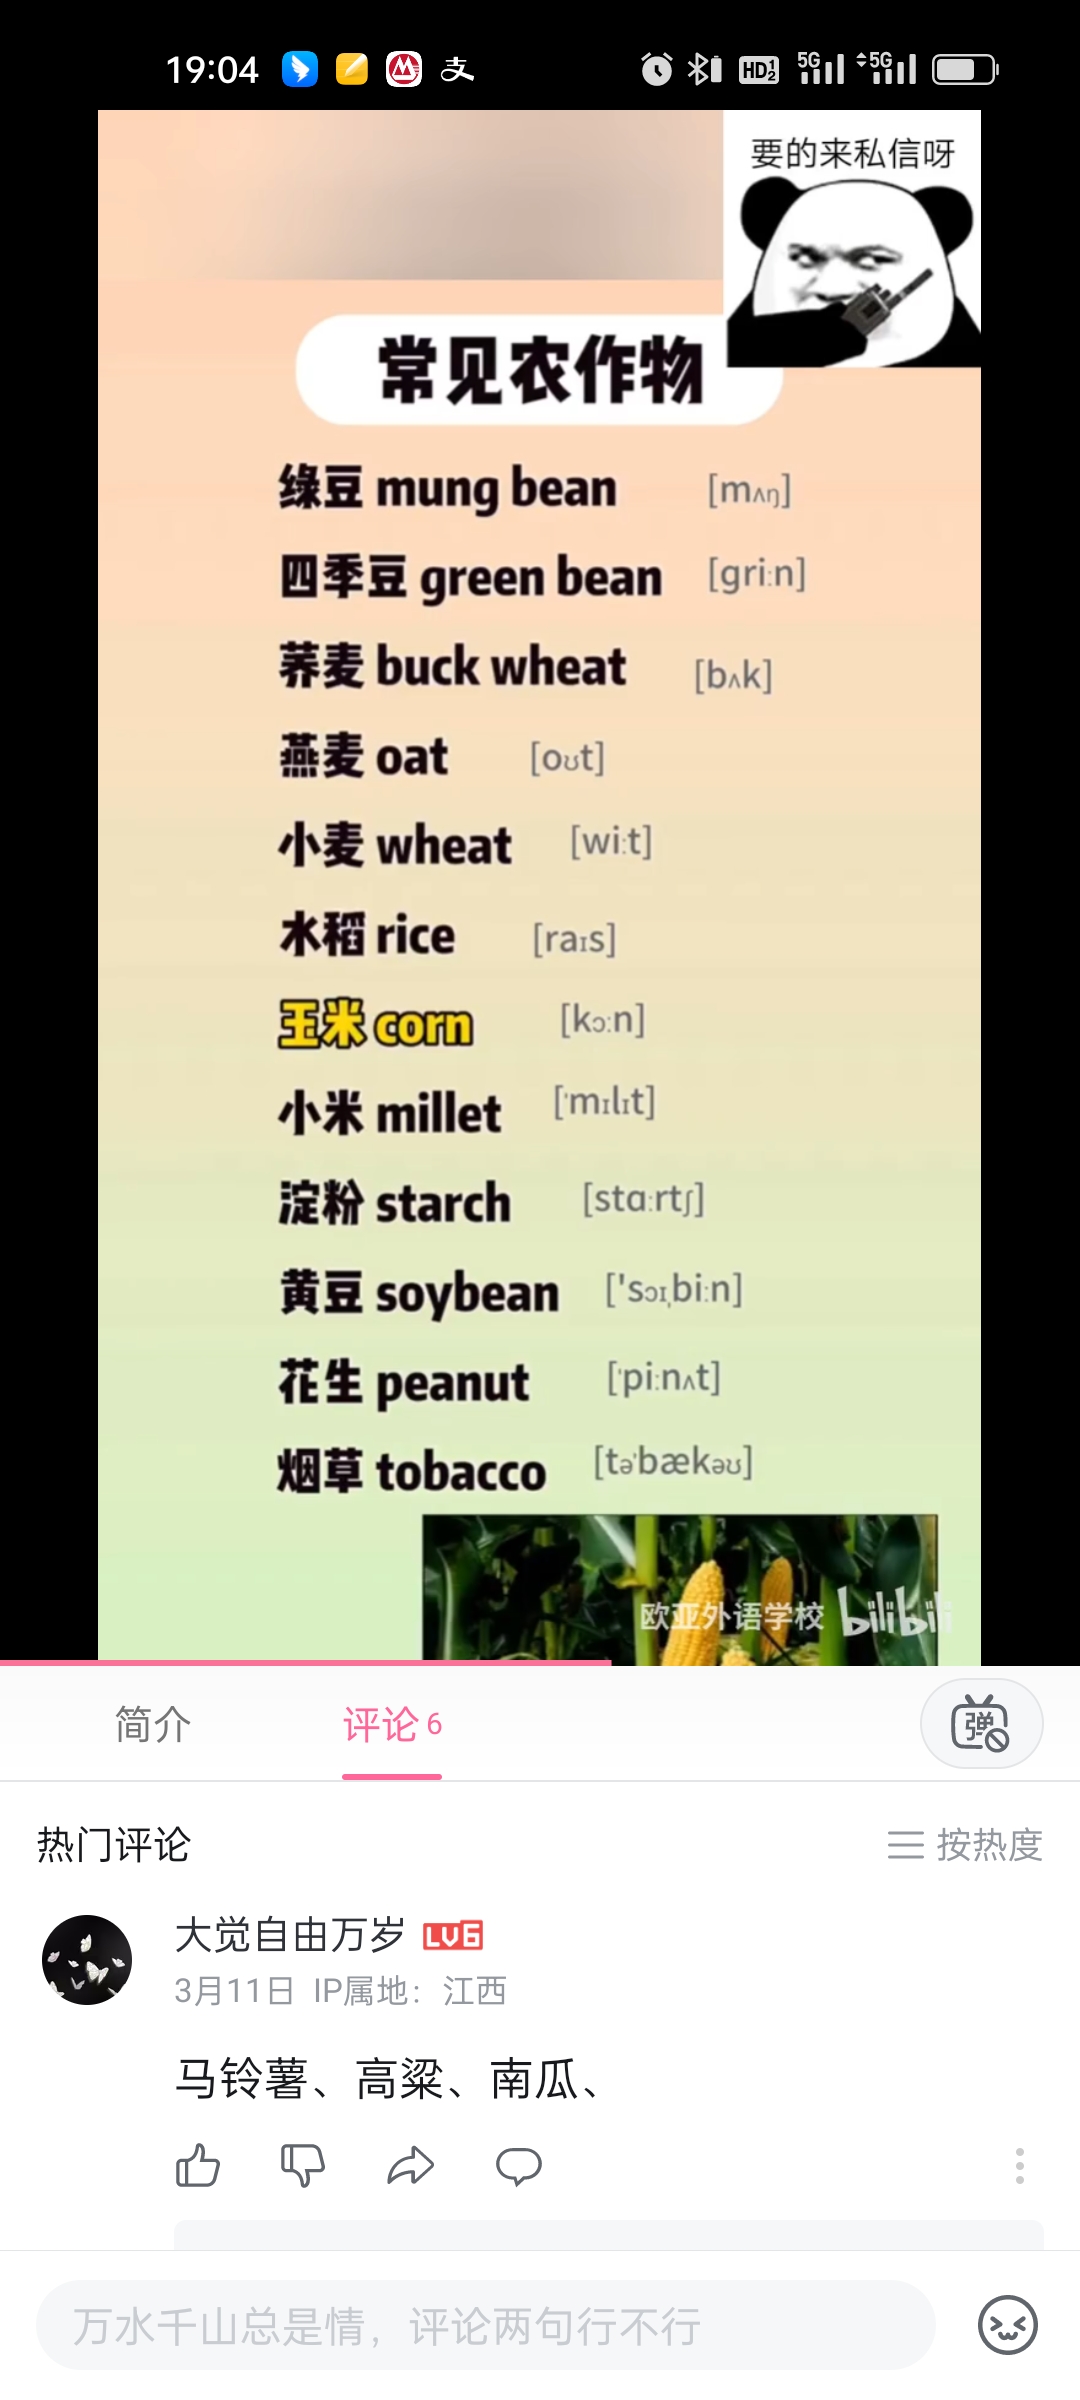 19:04 支 HD12 5G 5G
要的来私信呀
常见农作物
绿豆 mung bean [mʌŋ]
四季豆 green bean [griːn]
荞麦 buck wheat [bʌk]
燕麦 oat [oʊt]
小麦 wheat [wiːt]
水稻 rice [raɪs]
玉米 corn [kɔːn]
小米 millet [ˈmɪlɪt]
淀粉 starch [stɑːrtʃ]
黄豆 soybean ['sɔɪˌbiːn]
花生 peanut [ˈpiːnʌt]
烟草 tobacco [təˈbækəʊ]
欧亚外语学校 bilibili
简介 评论 6 弹
热门评论 按热度
大觉自由万岁 LV6
3月11日 IP属地：江西
马铃薯、高粱、南瓜、
万水千山总是情，评论两句行不行